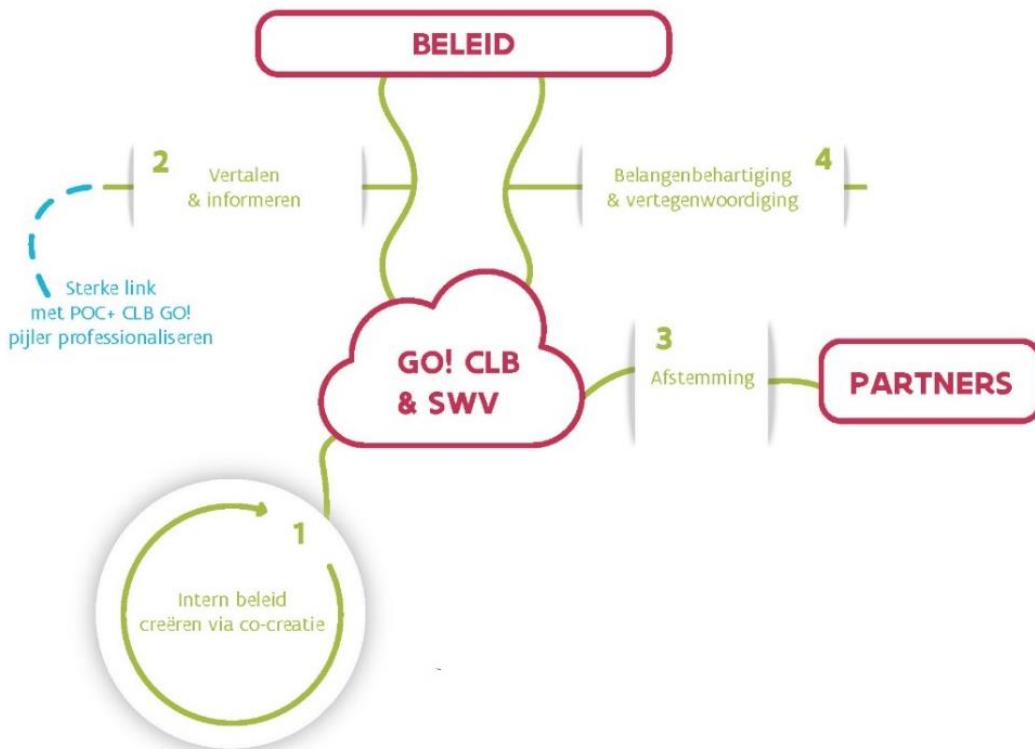 BELEID
2
Vertalen
& informeren
Belangenbehartiging
& vertegenwoordiging
4
Sterke link
met POC+ CLB GO!
pijler professionaliseren
GO! CLB
& SWV
3
Afstemming
PARTNERS
1
Intern beleid
creëren via co-creatie